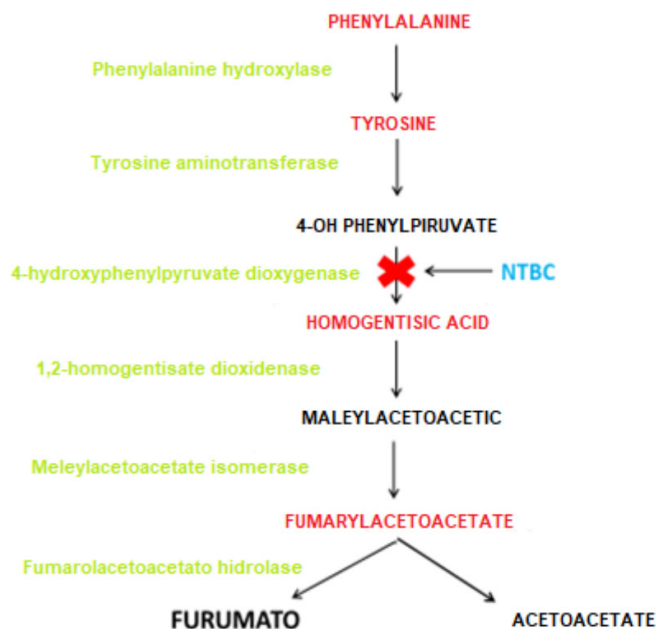 PHENYLALANINE
Phenylalanine hydroxylase
TYROSINE
Tyrosine aminotransferase
4-OH PHENYLPIRUVATE
4-hydroxyphenylpyruvate dioxygenase
NTBC
HOMOGENTISIC ACID
1,2-homogentisate dioxidenase
MALEYLACETOACETIC
Meleylacetoacetate isomerase
FUMARYLACETOACETATE
Fumarolacetoacetato hidrolase
FURUMATO
ACETOACETATE